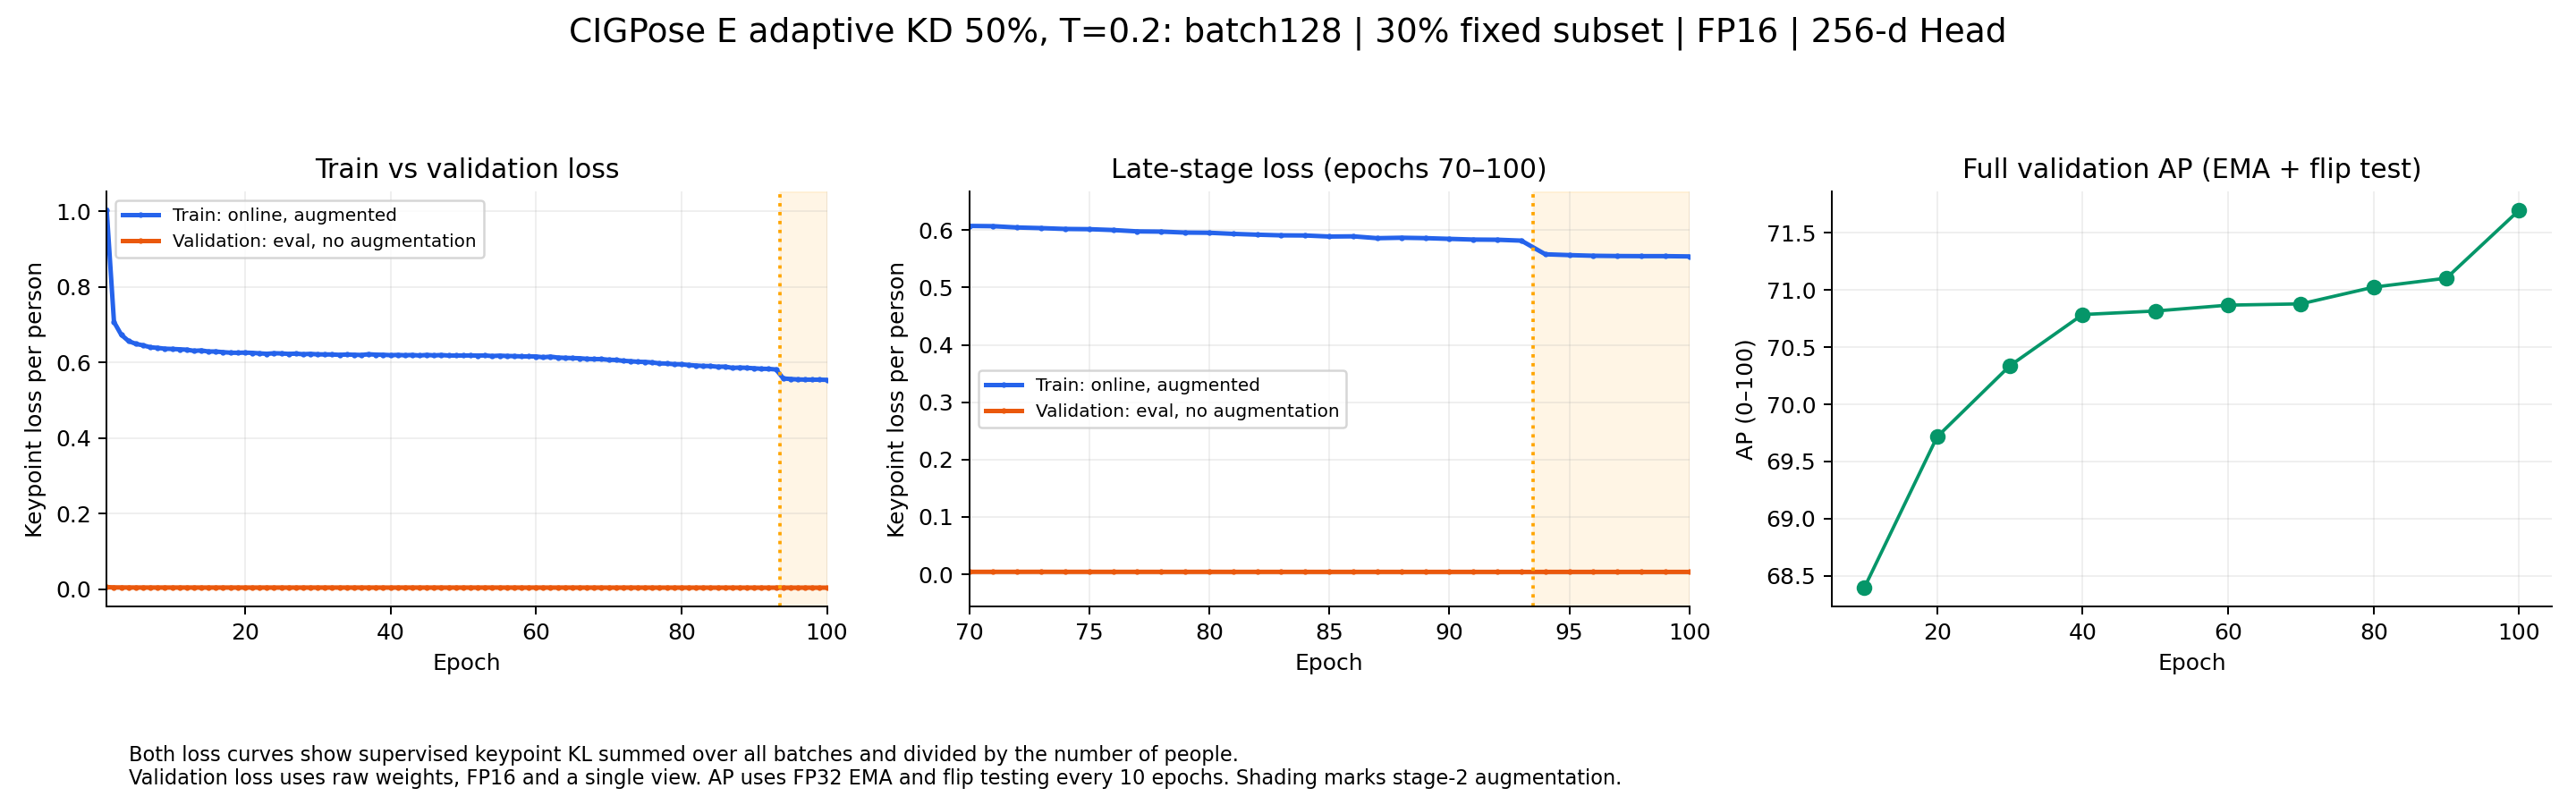 CIGPose E adaptive KD 50%, T=0.2: batch128 | 30% fixed subset | FP16 | 256-d Head
Train vs validation loss
Keypoint loss per person
1.0
0.8
0.6
0.4
0.2
0.0
Train: online, augmented
Validation: eval, no augmentation
20
40
60
80
100
Epoch
Late-stage loss (epochs 70–100)
Keypoint loss per person
0.6
0.5
0.4
0.3
0.2
0.1
0.0
Train: online, augmented
Validation: eval, no augmentation
70
75
80
85
90
95
100
Epoch
Full validation AP (EMA + flip test)
AP (0–100)
71.5
71.0
70.5
70.0
69.5
69.0
68.5
20
40
60
80
100
Epoch
Both loss curves show supervised keypoint KL summed over all batches and divided by the number of people.
Validation loss uses raw weights, FP16 and a single view. AP uses FP32 EMA and flip testing every 10 epochs. Shading marks stage-2 augmentation.